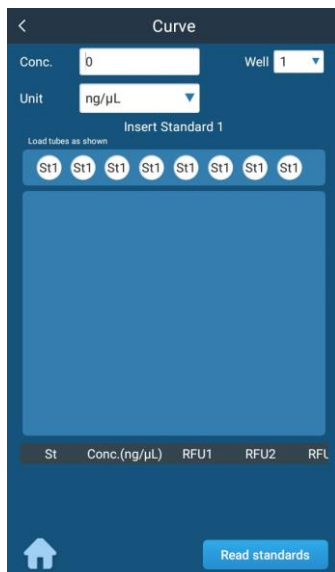 Curve
Conc. 0 Well 1
Unit ng/µL
Insert Standard 1
Load tubes as shown
St1 St1 St1 St1 St1 St1 St1 St1
St Conc.(ng/µL) RFU1 RFU2 RFU
Read standards